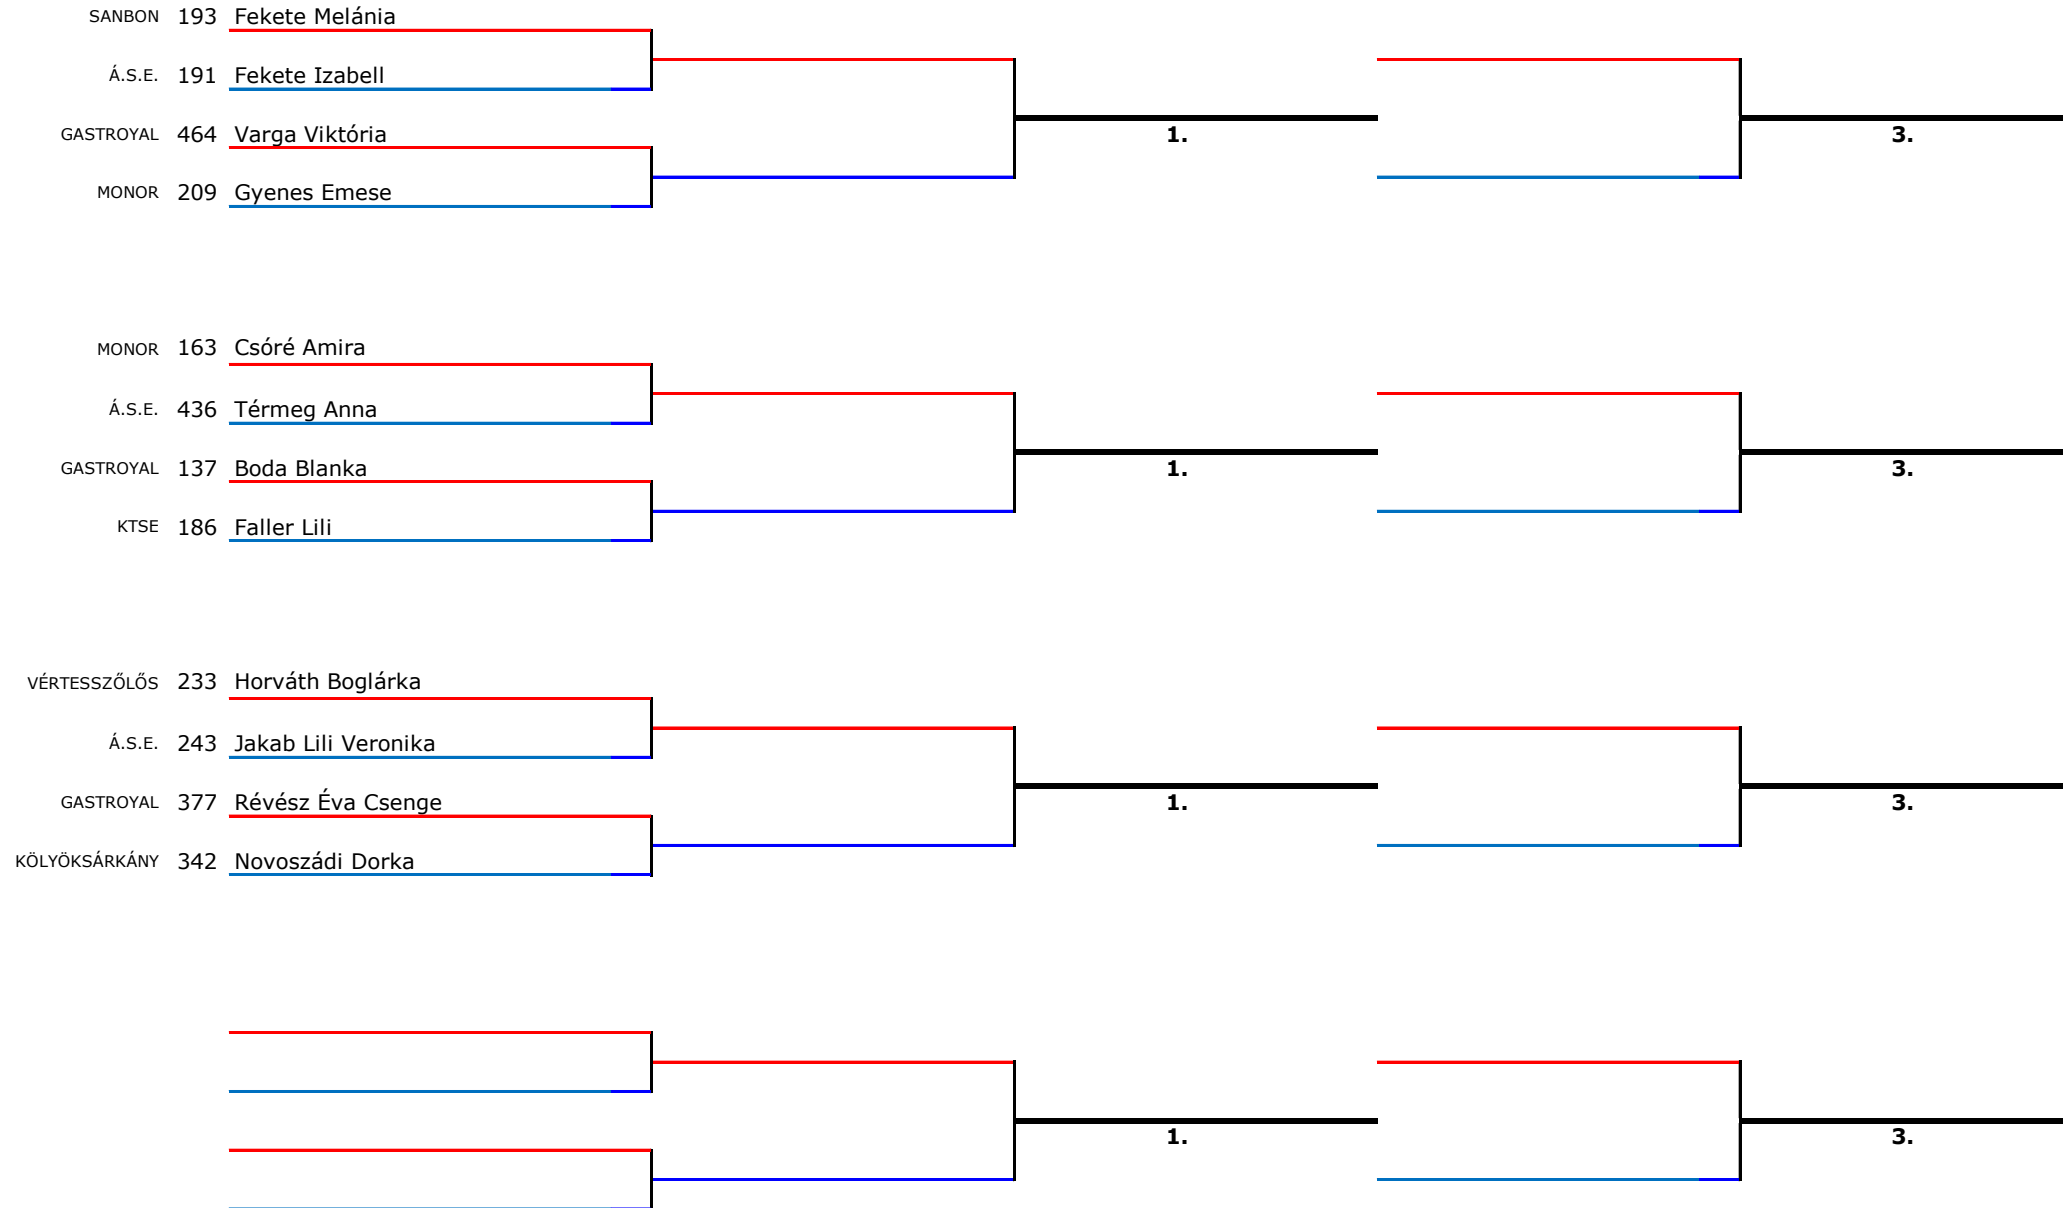 SANBON 193 Fekete Melánia
Á.S.E. 191 Fekete Izabell
GASTROYAL 464 Varga Viktória
1. 3.
MONOR 209 Gyenes Emese
MONOR 163 Csóré Amira
Á.S.E. 436 Térmeg Anna
GASTROYAL 137 Boda Blanka
1. 3.
KTSE 186 Faller Lili
VÉRTESSZŐLŐS 233 Horváth Boglárka
Á.S.E. 243 Jakab Lili Veronika
GASTROYAL 377 Révész Éva Csenge
1. 3.
KÖLYÖKSÁRKÁNY 342 Novoszádi Dorka
1. 3.